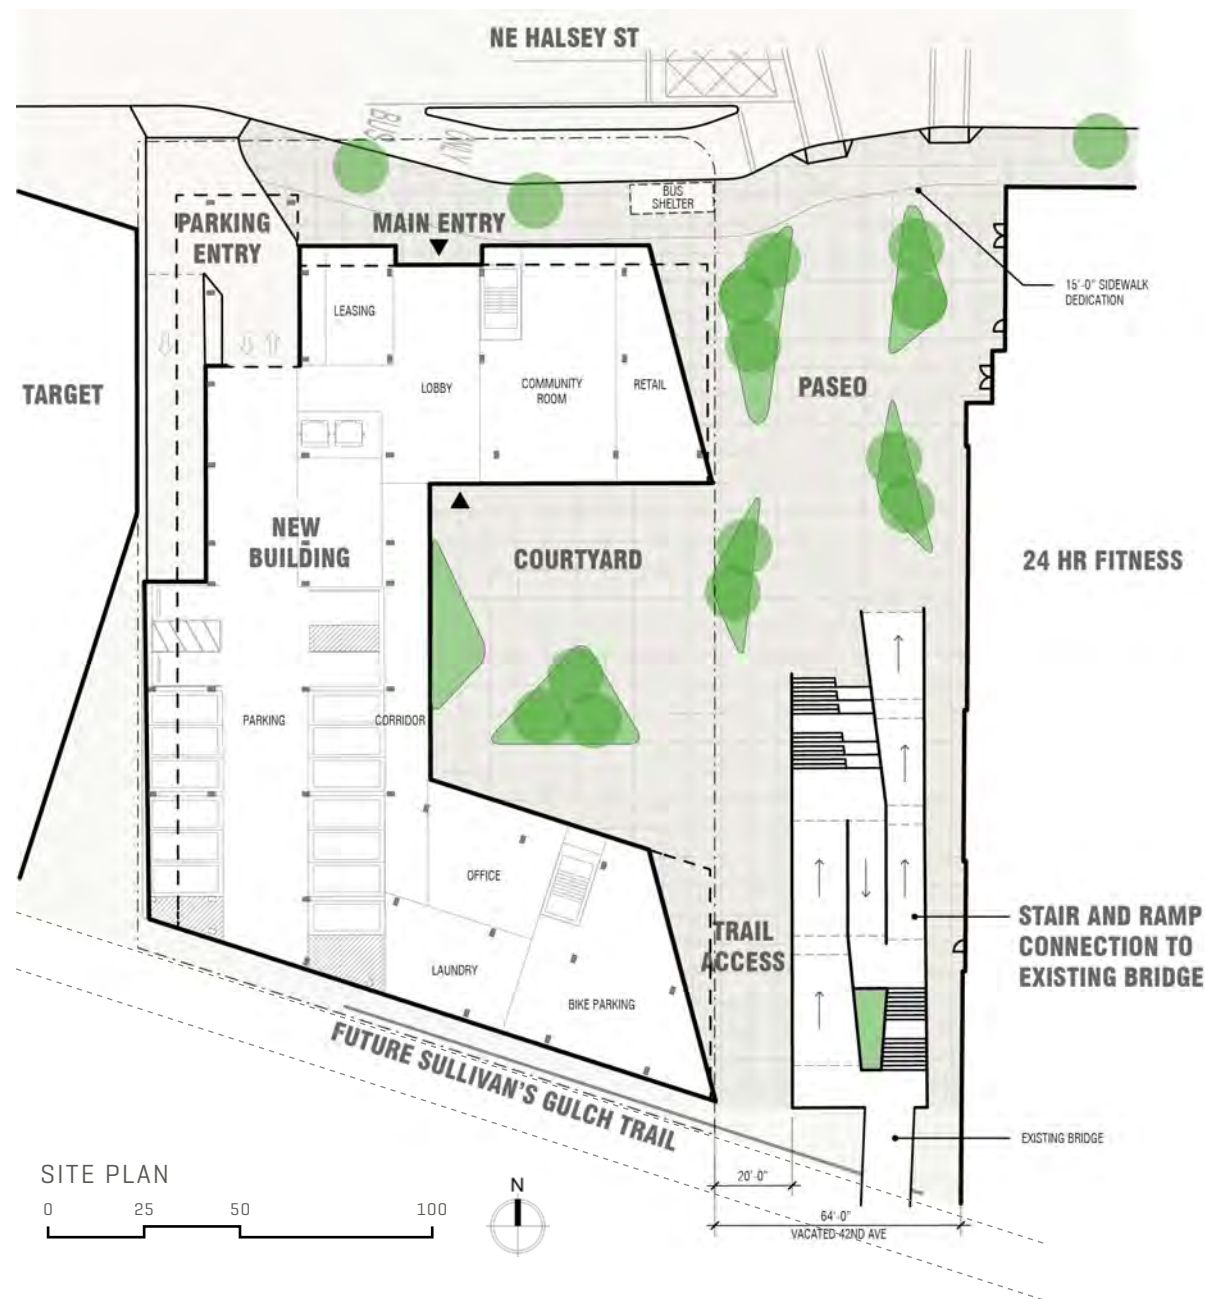 NE HALSEY ST
BUS
ONLY
BUS
SHELTER
PARKING
ENTRY
MAIN ENTRY
15'-0" SIDEWALK
DEDICATION
LEASING
TARGET
LOBBY
COMMUNITY
ROOM
RETAIL
PASEO
NEW
BUILDING
COURTYARD
24 HR FITNESS
PARKING
CORRIDOR
OFFICE
STAIR AND RAMP
CONNECTION TO
EXISTING BRIDGE
TRAIL
ACCESS
LAUNDRY
BIKE PARKING
FUTURE SULLIVAN'S GULCH TRAIL
EXISTING BRIDGE
SITE PLAN
0 25 50 100
N
20'-0"
64'-0"
VACATED 42ND AVE